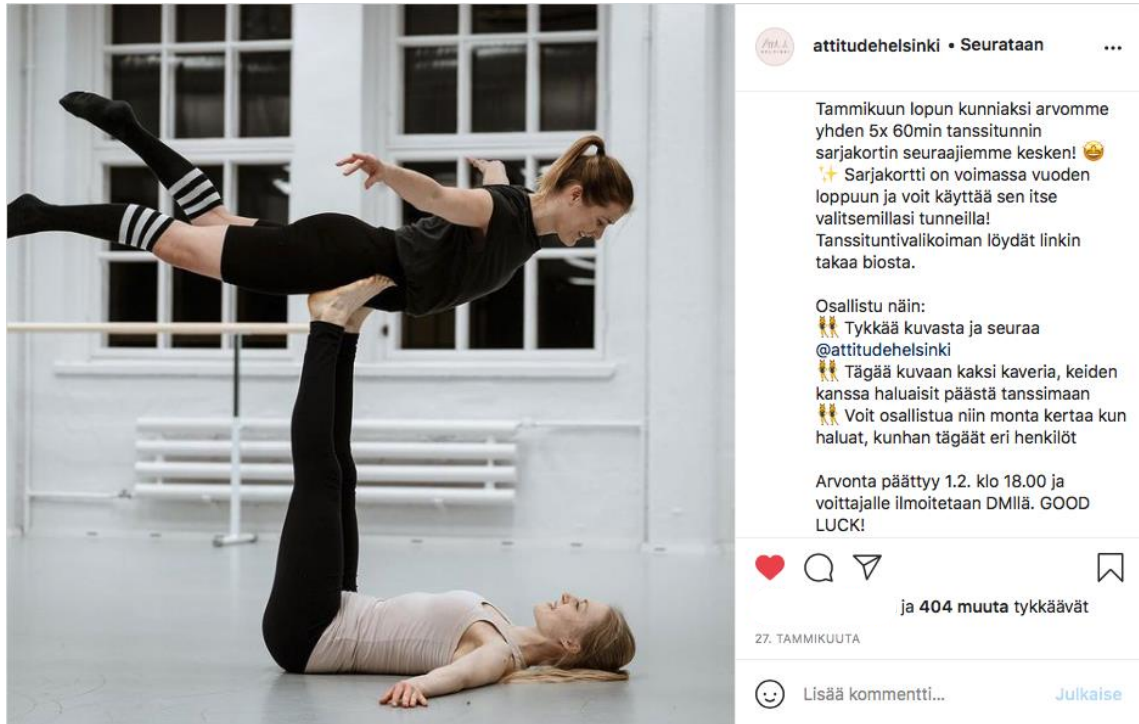 attitudehelsinki • Seurataan
Tammikuun lopun kunniaksi arvomme
yhden 5x 60min tanssitunnin
sarjakortin seuraajiemme kesken! 🤩
✨ Sarjakortti on voimassa vuoden
loppuun ja voit käyttää sen itse
valitsemillasi tunneilla!
Tanssituntivalikoiman löydät linkin
takaa biosta.
Osallistu näin:
👯 Tykkää kuvasta ja seuraa
@attitudehelsinki
👯 Tägää kuvaan kaksi kaveria, keiden
kanssa haluaisit päästä tanssimaan
👯 Voit osallistua niin monta kertaa kun
haluat, kunhan tägäät eri henkilöt
Arvonta päättyy 1.2. klo 18.00 ja
voittajalle ilmoitetaan DMllä. GOOD
LUCK!
ja 404 muuta tykkäävät
27. TAMMIKUUTA
Lisää kommentti... Julkaise